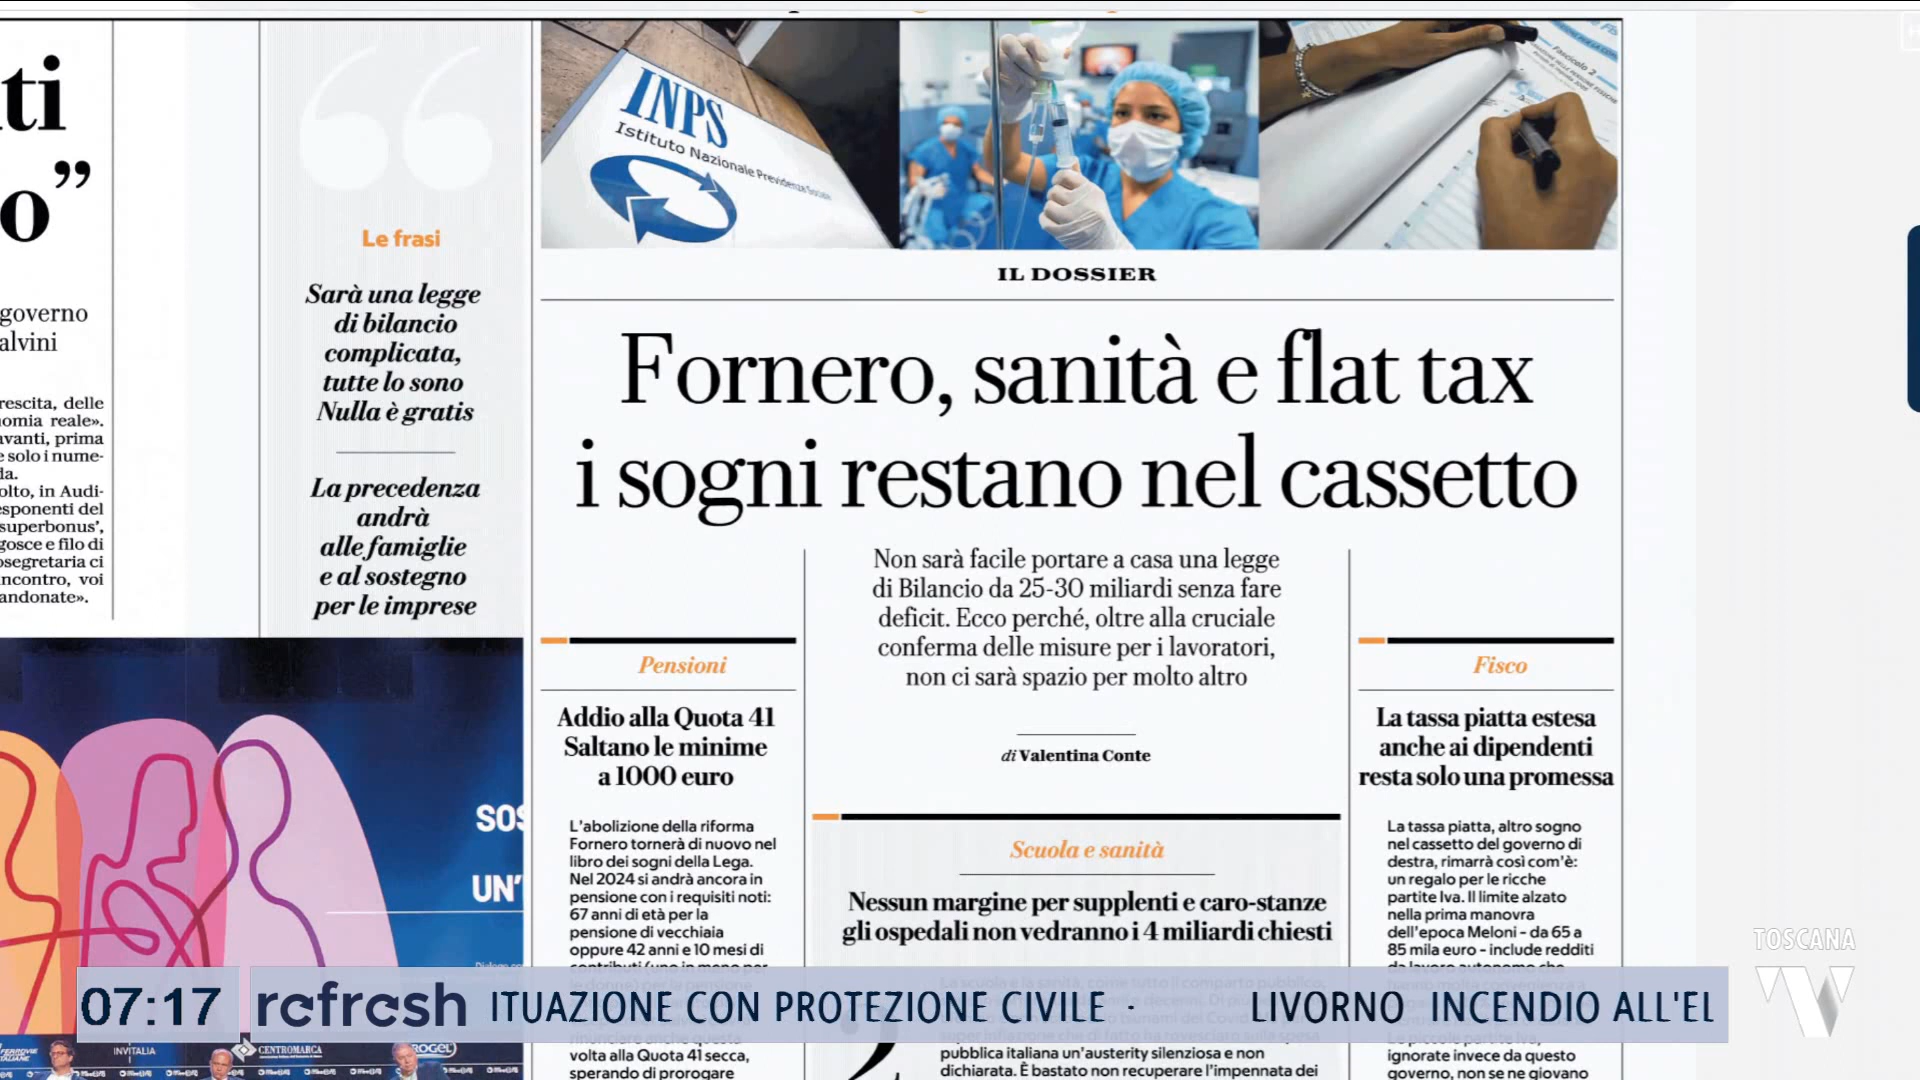 ti
o”
governo
alvini
rescita, delle
omia reale».
avanti, prima
e solo i nume-
da.
olto, in Audi-
esponenti del
superbonus’,
gosce e filo di
osegretaria ci
ncontro, voi
andonate».
Le frasi
Sarà una legge
di bilancio
complicata,
tutte lo sono
Nulla è gratis
La precedenza
andrà
alle famiglie
e al sostegno
per le imprese
SOS
UN'
INPS
Istituto Nazionale Previdenza Sociale
Fascicolo 2
IL DOSSIER
Fornero, sanità e flat tax
i sogni restano nel cassetto
Non sarà facile portare a casa una legge
di Bilancio da 25-30 miliardi senza fare
deficit. Ecco perché, oltre alla cruciale
conferma delle misure per i lavoratori,
non ci sarà spazio per molto altro
di Valentina Conte
Pensioni
Addio alla Quota 41
Saltano le minime
a 1000 euro
L'abolizione della riforma
Fornero tornerà di nuovo nel
libro dei sogni della Lega.
Nel 2024 si andrà ancora in
pensione con i requisiti noti:
67 anni di età per la
pensione di vecchiaia
oppure 42 anni e 10 mesi di
volta alla Quota 41 secca,
sperando di prorogare
Scuola e sanità
Nessun margine per supplenti e caro-stanze
gli ospedali non vedranno i 4 miliardi chiesti
pubblica italiana un'austerity silenziosa e non
dichiarata. È bastato non recuperare l'impennata dei
Fisco
La tassa piatta estesa
anche ai dipendenti
resta solo una promessa
La tassa piatta, altro sogno
nel cassetto del governo di
destra, rimarrà così com'è:
un regalo per le ricche
partite Iva. Il limite alzato
nella prima manovra
dell'epoca Meloni - da 65 a
85 mila euro - include redditi
ignorate invece da questo
governo, non se ne giovano
TOSCANA
TV
07:17 refresh ITUAZIONE CON PROTEZIONE CIVILE - LIVORNO INCENDIO ALL'EL
INVITALIA
CENTROMARCA
ROGEL